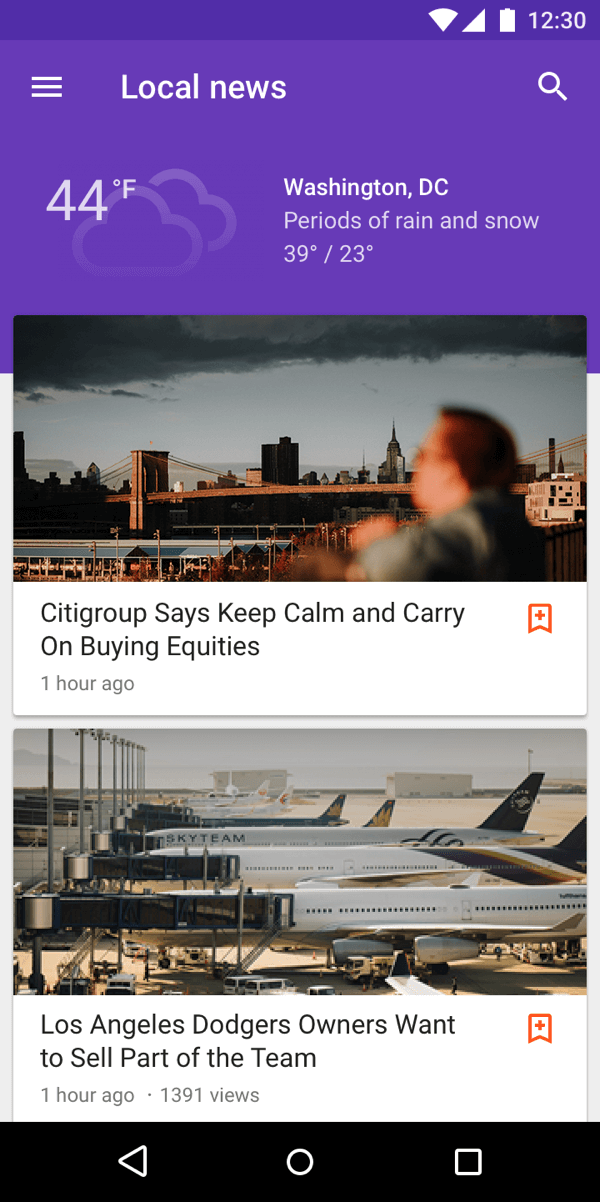 12:30
Local news
44°F
Washington, DC
Periods of rain and snow
39° / 23°
Citigroup Says Keep Calm and Carry
On Buying Equities
1 hour ago
SKYTEAM
lufthansa
Los Angeles Dodgers Owners Want
to Sell Part of the Team
1 hour ago · 1391 views